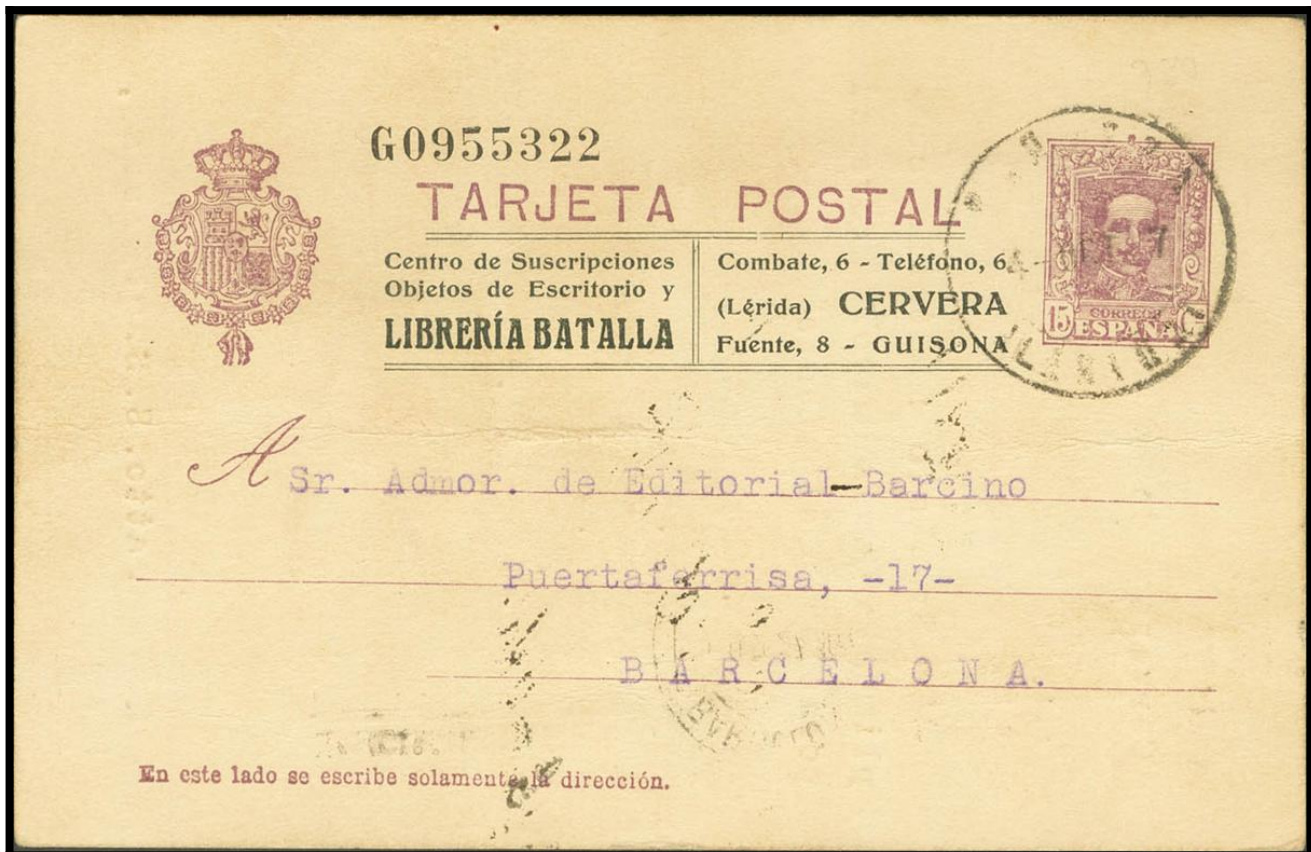 G0955322
TARJETA POSTAL
Centro de Suscripciones
Objetos de Escritorio y
LIBRERÍA BATALLA
Combate, 6 - Teléfono, 6
(Lérida) CERVERA
Fuente, 8 - GUISONA
15 CORREOS
ESPAÑA
A Sr. Admor. de Editorial Barcino
Puertaferrisa, -17-
BARCELONA.
En este lado se escribe solamente la dirección.